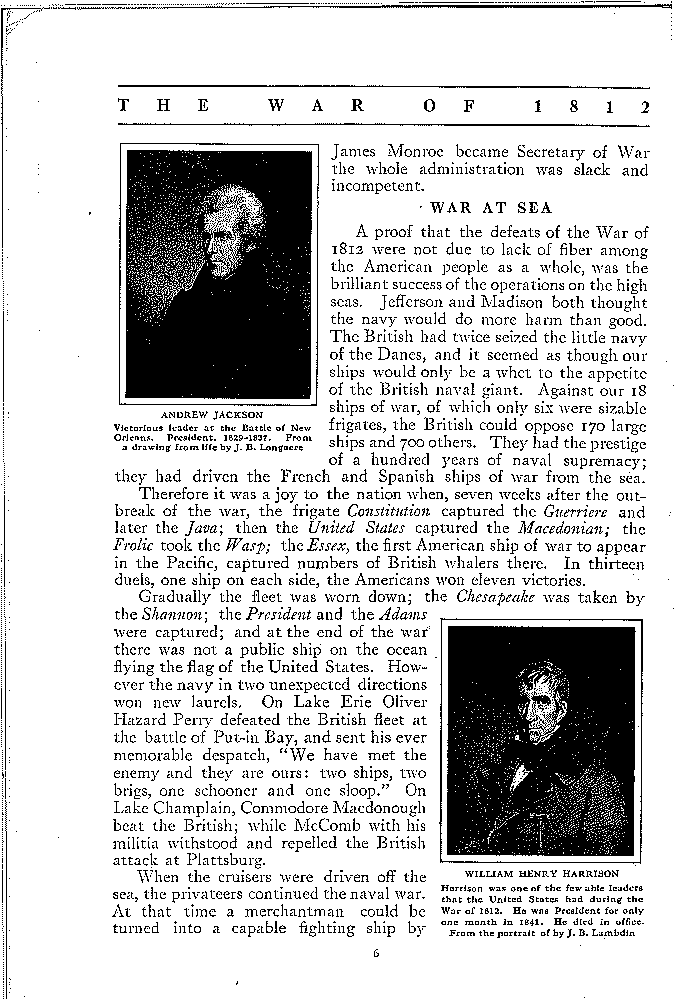 THE WAR OF 1812
James Monroe became Secretary of War
the whole administration was slack and
incompetent.
WAR AT SEA
A proof that the defeats of the War of
1812 were not due to lack of fiber among
the American people as a whole, was the
brilliant success of the operations on the high
seas. Jefferson and Madison both thought
the navy would do more harm than good.
The British had twice seized the little navy
of the Danes, and it seemed as though our
ships would only be a whet to the appetite
of the British naval giant. Against our 18
ships of war, of which only six were sizable
frigates, the British could oppose 170 large
ships and 700 others. They had the prestige
of a hundred years of naval supremacy;
they had driven the French and Spanish ships of war from the sea.
ANDREW JACKSON
Victorious leader at the Battle of New
Orleans. President, 1829-1837. From
a drawing from life by J. B. Longacre
Therefore it was a joy to the nation when, seven weeks after the out-
break of the war, the frigate Constitution captured the Guerriere and
later the Java; then the United States captured the Macedonian; the
Frolic took the Wasp; the Essex, the first American ship of war to appear
in the Pacific, captured numbers of British whalers there. In thirteen
duels, one ship on each side, the Americans won eleven victories.
Gradually the fleet was worn down; the Chesapeake was taken by
the Shannon; the President and the Adams
were captured; and at the end of the war
there was not a public ship on the ocean
flying the flag of the United States. How-
ever the navy in two unexpected directions
won new laurels. On Lake Erie Oliver
Hazard Perry defeated the British fleet at
the battle of Put-in Bay, and sent his ever
memorable despatch, "We have met the
enemy and they are ours: two ships, two
brigs, one schooner and one sloop." On
Lake Champlain, Commodore Macdonough
beat the British; while McComb with his
militia withstood and repelled the British
attack at Plattsburg.
When the cruisers were driven off the
sea, the privateers continued the naval war.
At that time a merchantman could be
turned into a capable fighting ship by
WILLIAM HENRY HARRISON
Harrison was one of the few able leaders
that the United States had during the
War of 1812. He was President for only
one month in 1841. He died in office.
From the portrait of by J. B. Lambdin
6